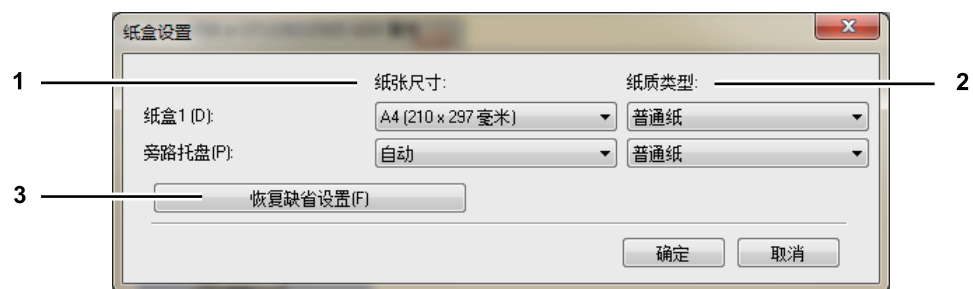 纸盒设置
1 纸张尺寸: 纸质类型: 2
纸盒1 (D): A4 (210 x 297 毫米) 普通纸
旁路托盘(P): 自动 普通纸
3 恢复缺省设置(F)
确定 取消